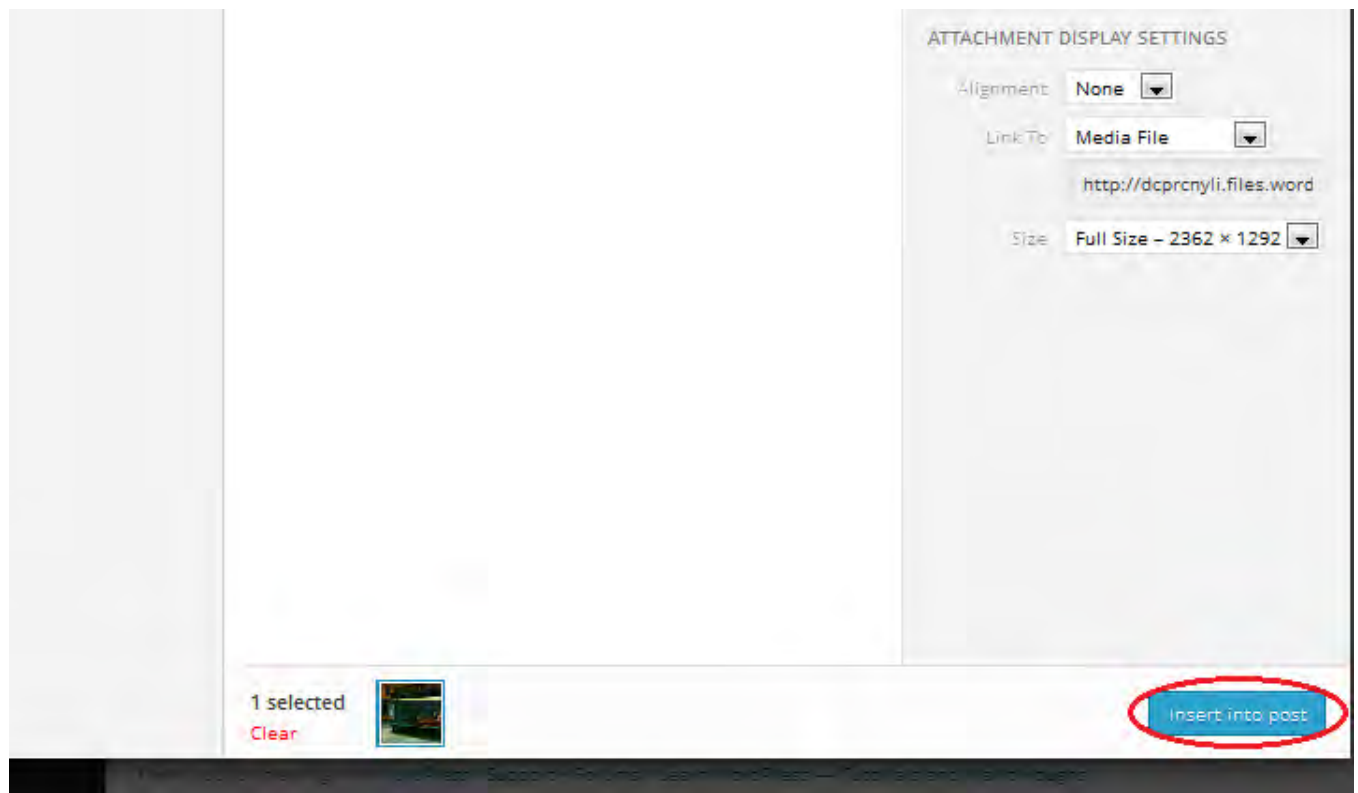 ATTACHMENT DISPLAY SETTINGS
Alignment None
Link To Media File
http://dcprcnyli.files.word
Size Full Size – 2362 × 1292
1 selected
Clear
Insert into post